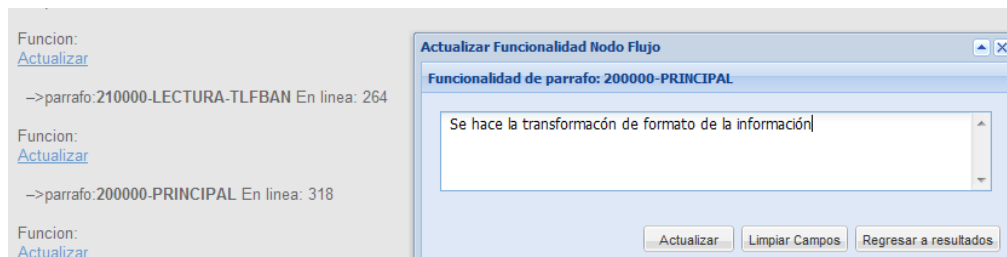 Funcion:
Actualizar
-->parrafo:210000-LECTURA-TLFBAN En linea: 264
Funcion:
Actualizar
-->parrafo:200000-PRINCIPAL En linea: 318
Funcion:
Actualizar
Actualizar Funcionalidad Nodo Flujo
Funcionalidad de parrafo: 200000-PRINCIPAL
Se hace la transformacón de formato de la información
Actualizar
Limpiar Campos
Regresar a resultados